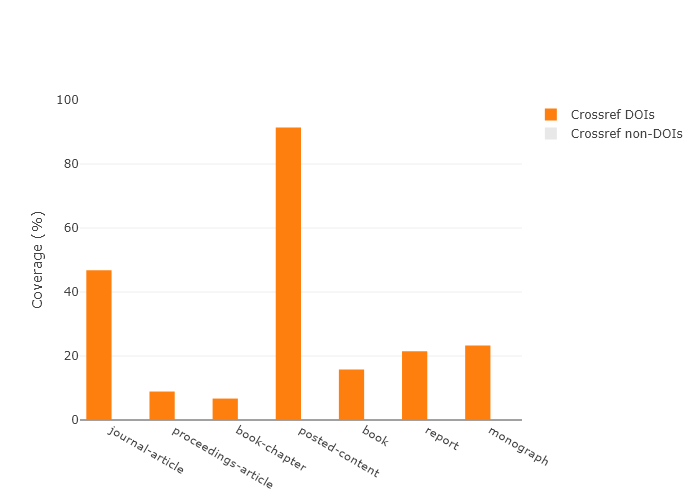 100
80
60
40
20
0
Coverage (%)
journal-article
proceedings-article
book-chapter
posted-content
book
report
monograph
Crossref DOIs
Crossref non-DOIs